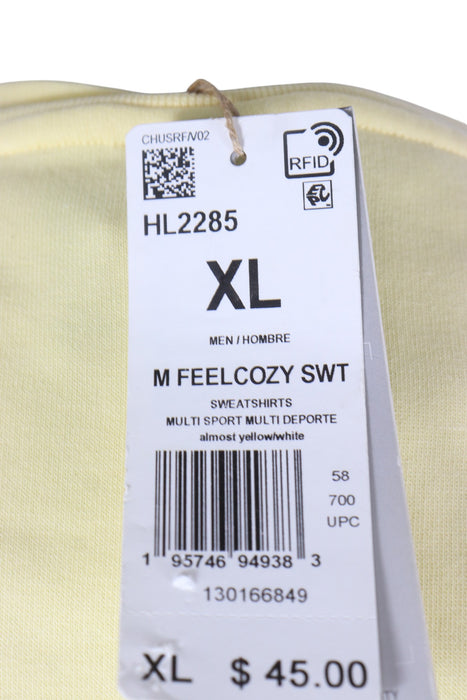 CHUSRF/V02
RFID
HL2285
XL
MEN / HOMBRE
M FEELCOZY SWT
SWEATSHIRTS
MULTI SPORT MULTI DEPORTE
almost yellow/white
58
700
UPC
1 95746 94938 3
130166849
XL $ 45.00